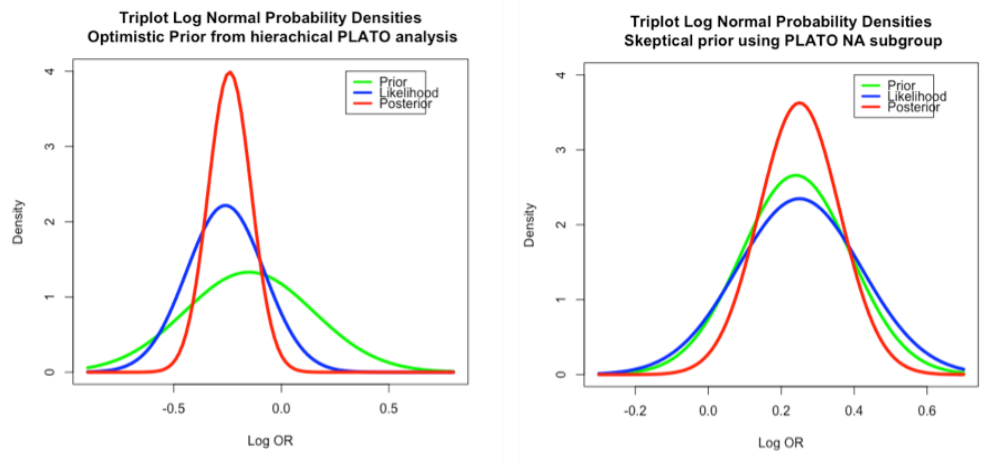 Triplot Log Normal Probability Densities
Optimistic Prior from hierachical PLATO analysis
Prior
Likelihood
Posterior
4
3
2
1
0
Density
-0.5 0.0 0.5
Log OR
Triplot Log Normal Probability Densities
Skeptical prior using PLATO NA subgroup
Prior
Likelihood
Posterior
4
3
2
1
0
Density
-0.2 0.0 0.2 0.4 0.6
Log OR